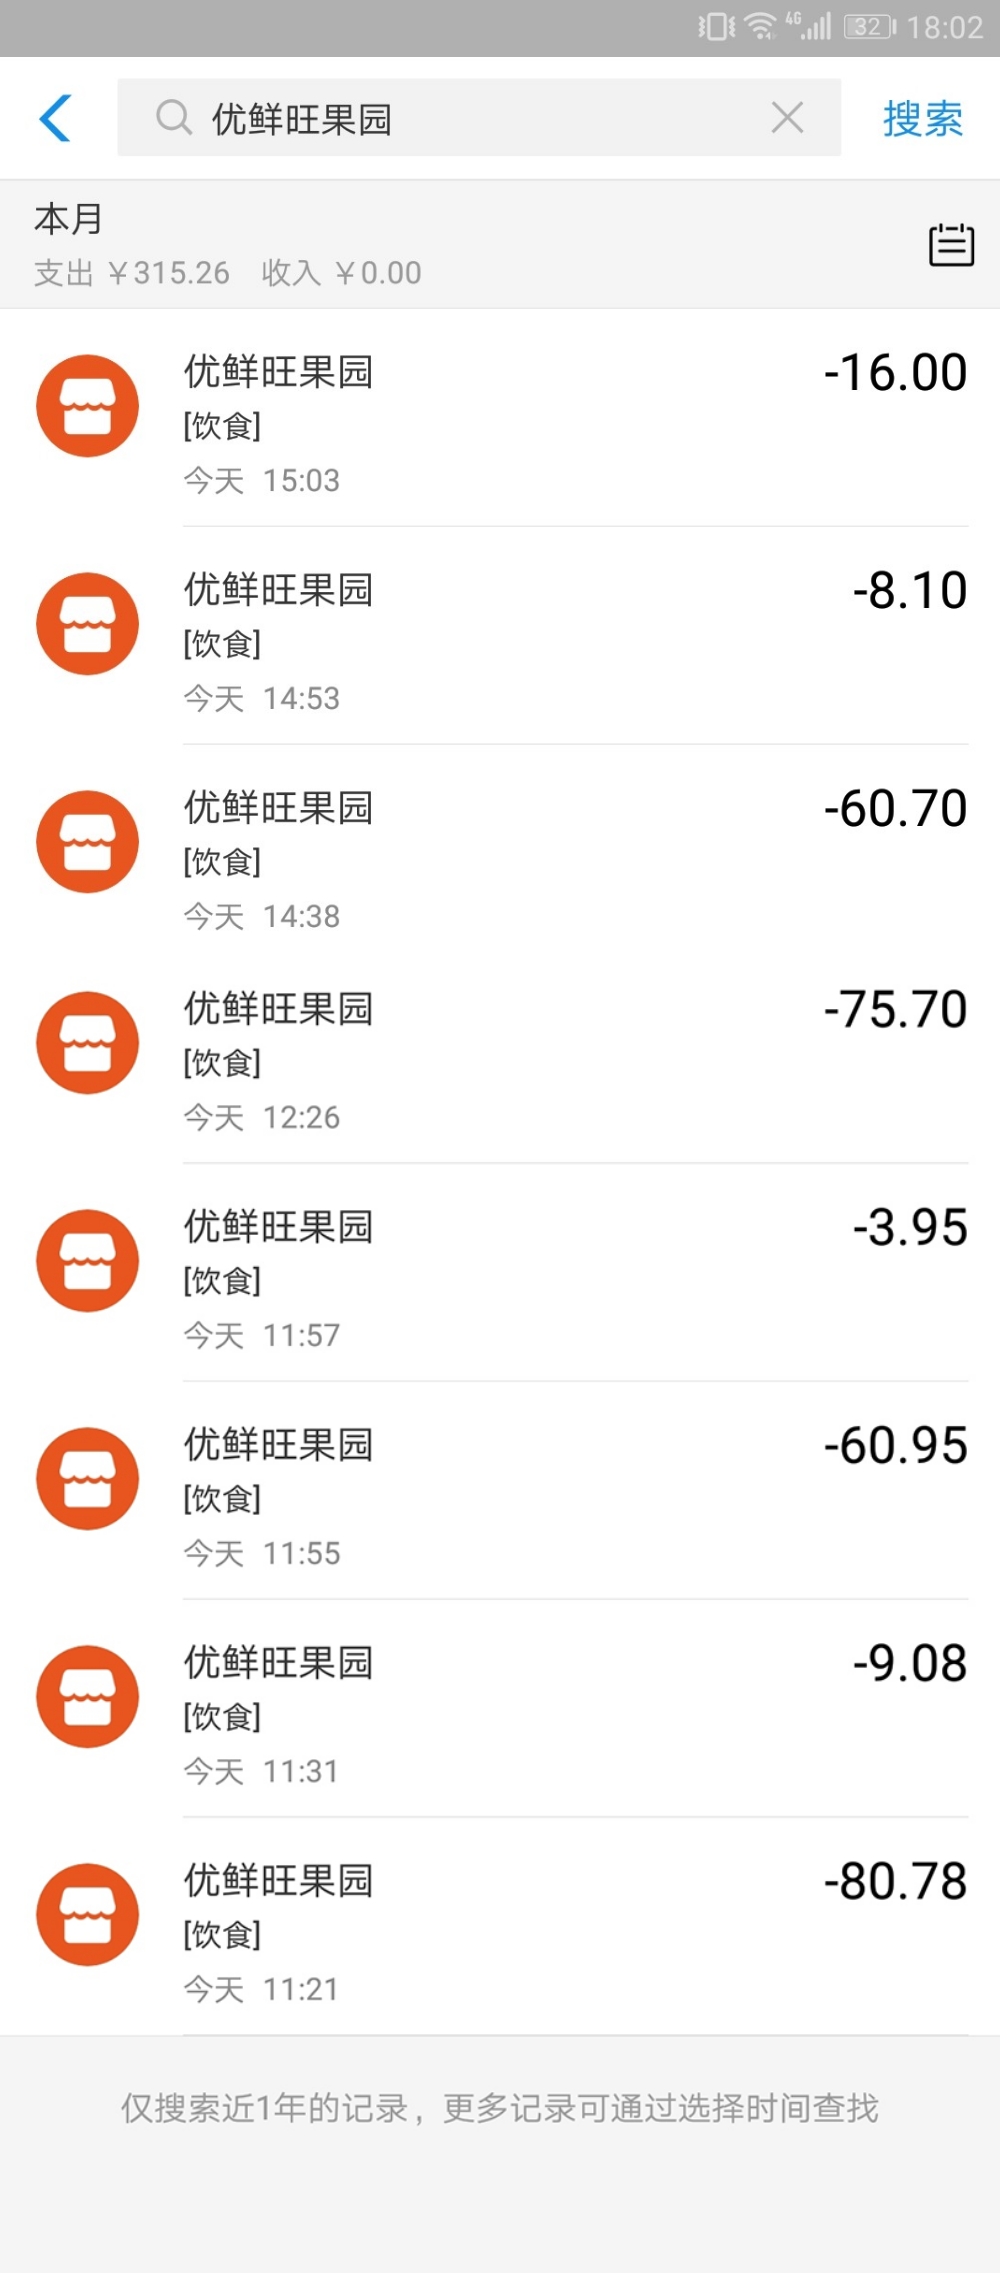 4G 32 18:02
优鲜旺果园 搜索
本月
支出 ￥315.26 收入 ￥0.00
优鲜旺果园 -16.00
[饮食]
今天 15:03
优鲜旺果园 -8.10
[饮食]
今天 14:53
优鲜旺果园 -60.70
[饮食]
今天 14:38
优鲜旺果园 -75.70
[饮食]
今天 12:26
优鲜旺果园 -3.95
[饮食]
今天 11:57
优鲜旺果园 -60.95
[饮食]
今天 11:55
优鲜旺果园 -9.08
[饮食]
今天 11:31
优鲜旺果园 -80.78
[饮食]
今天 11:21
仅搜索近1年的记录，更多记录可通过选择时间查找